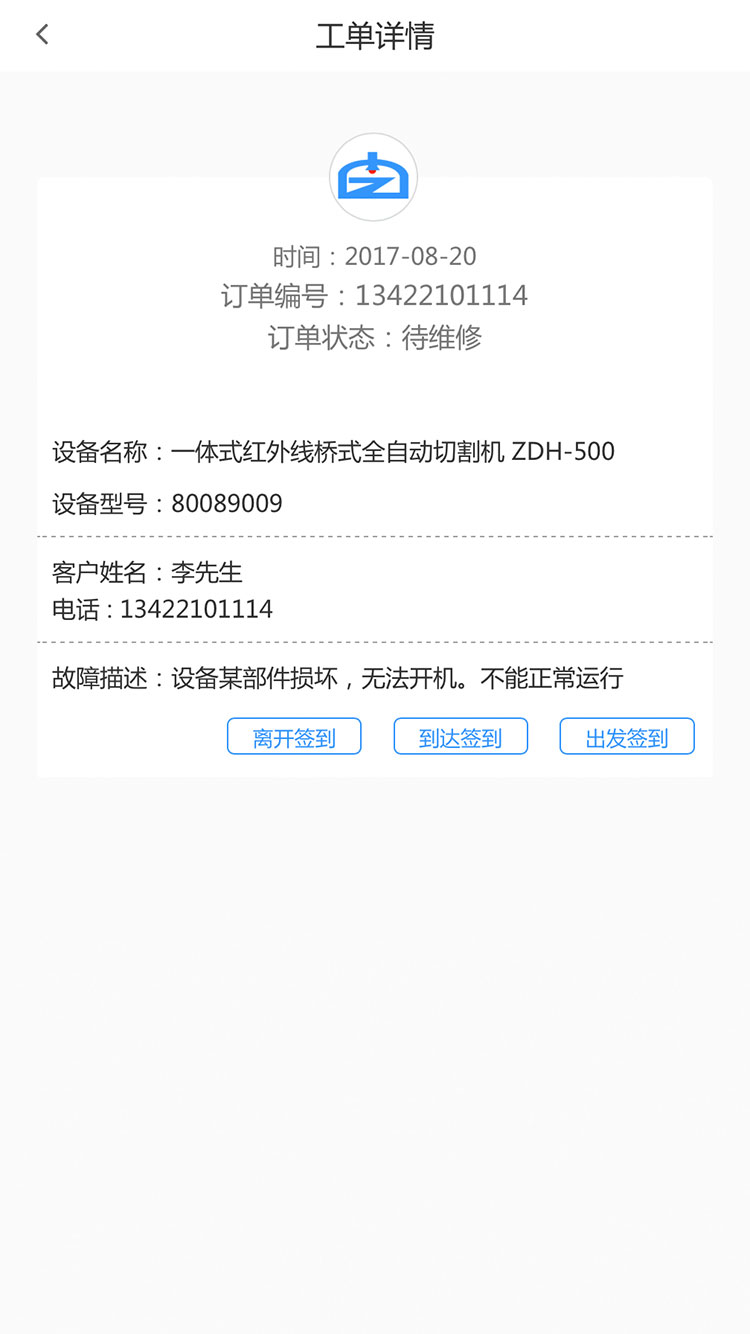 工单详情
时间：2017-08-20
订单编号：13422101114
订单状态：待维修
设备名称：一体式红外线桥式全自动切割机 ZDH-500
设备型号：80089009
客户姓名：李先生
电话：13422101114
故障描述：设备某部件损坏，无法开机。不能正常运行
离开签到 到达签到 出发签到